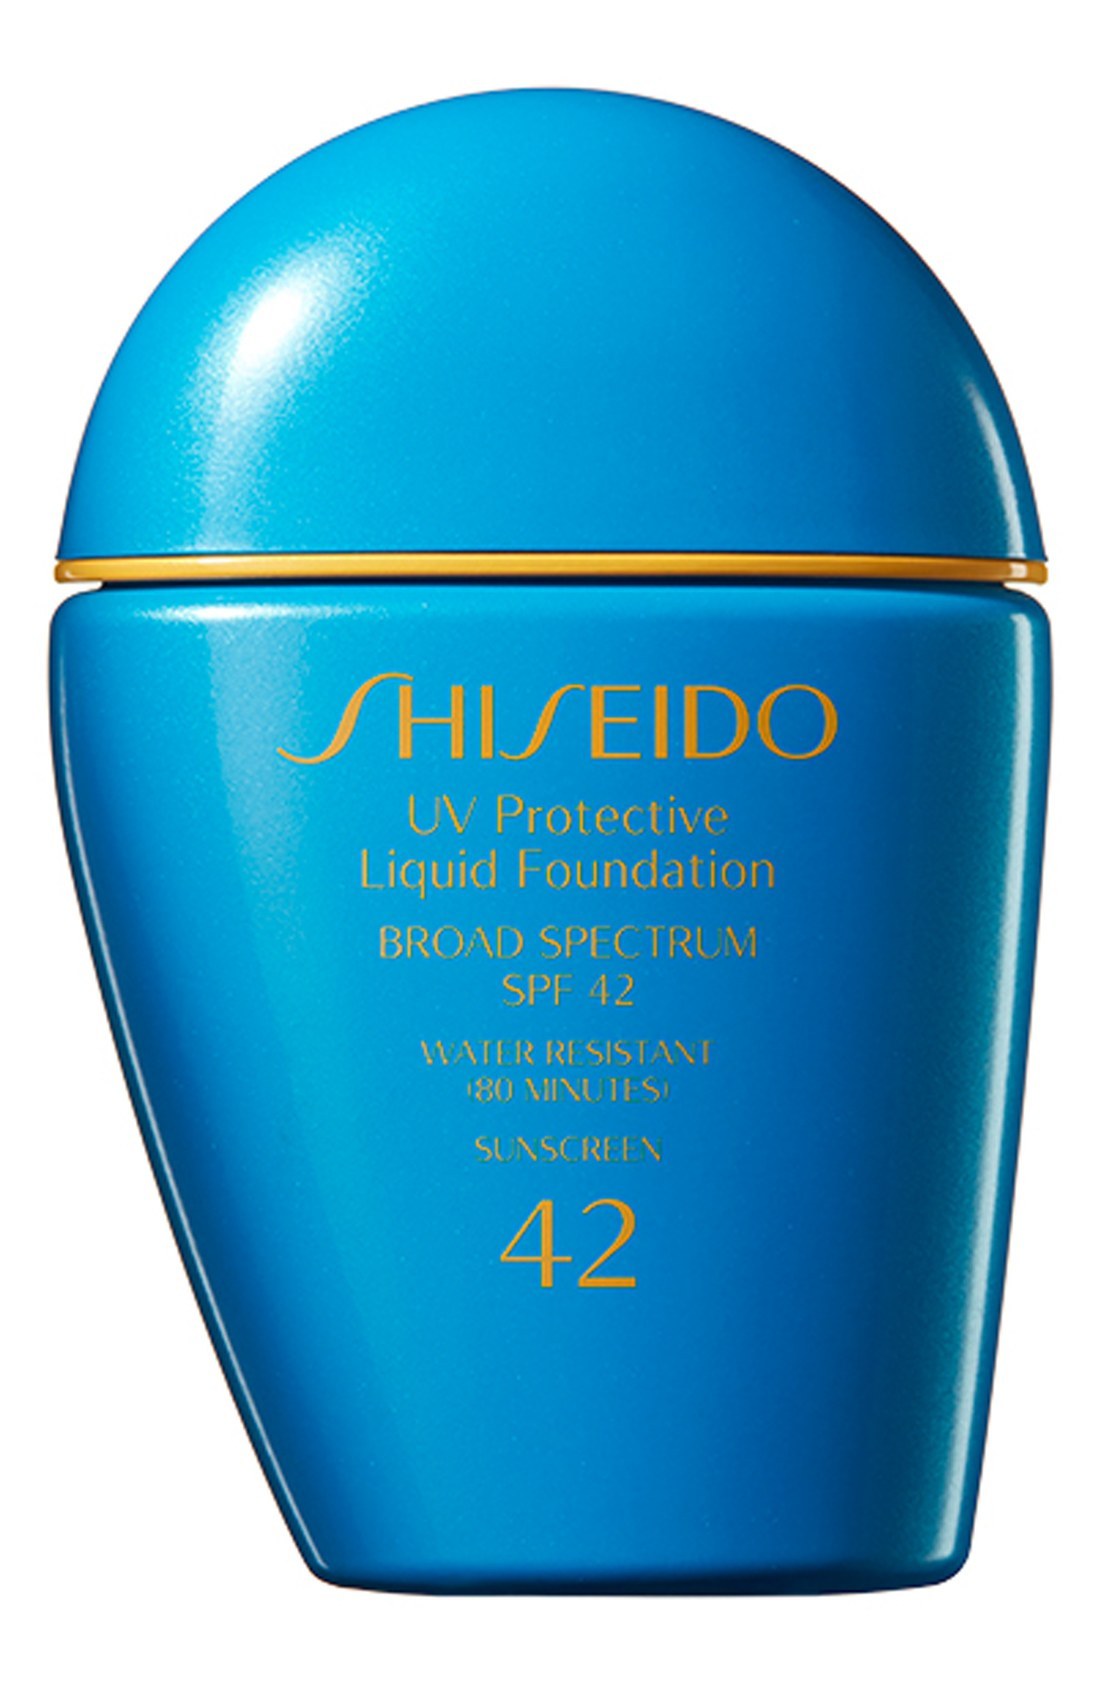 SHISEIDO
UV Protective
Liquid Foundation
BROAD SPECTRUM
SPF 42
WATER RESISTANT
(80 MINUTES)
SUNSCREEN
42